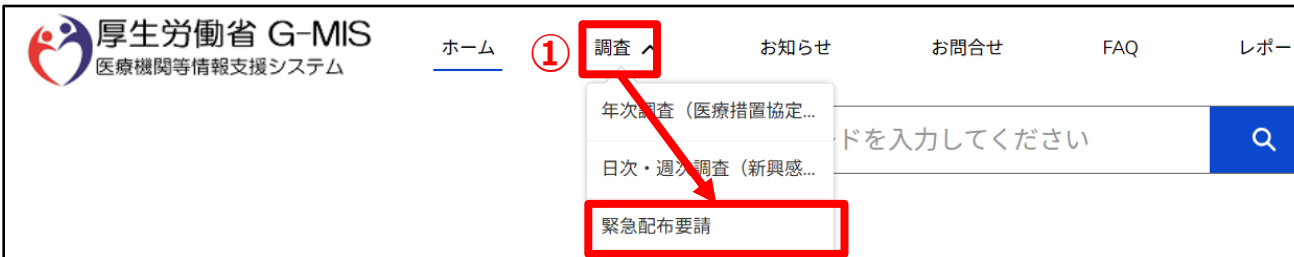 厚生労働省 G-MIS
医療機関等情報支援システム
ホーム
①
調査
お知らせ
お問合せ
FAQ
レポー
年次調査（医療措置協定...
ドを入力してください
日次・週次調査（新興感...
緊急配布要請